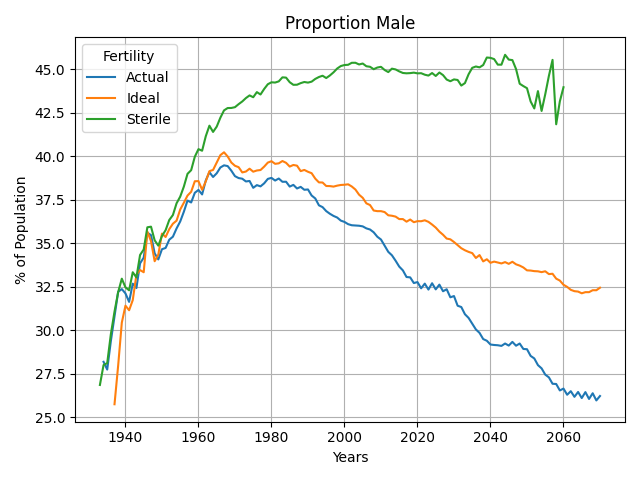 Proportion Male
Fertility
Actual
Ideal
Sterile
% of Population
45.0
42.5
40.0
37.5
35.0
32.5
30.0
27.5
25.0
1940
1960
1980
2000
2020
2040
2060
Years